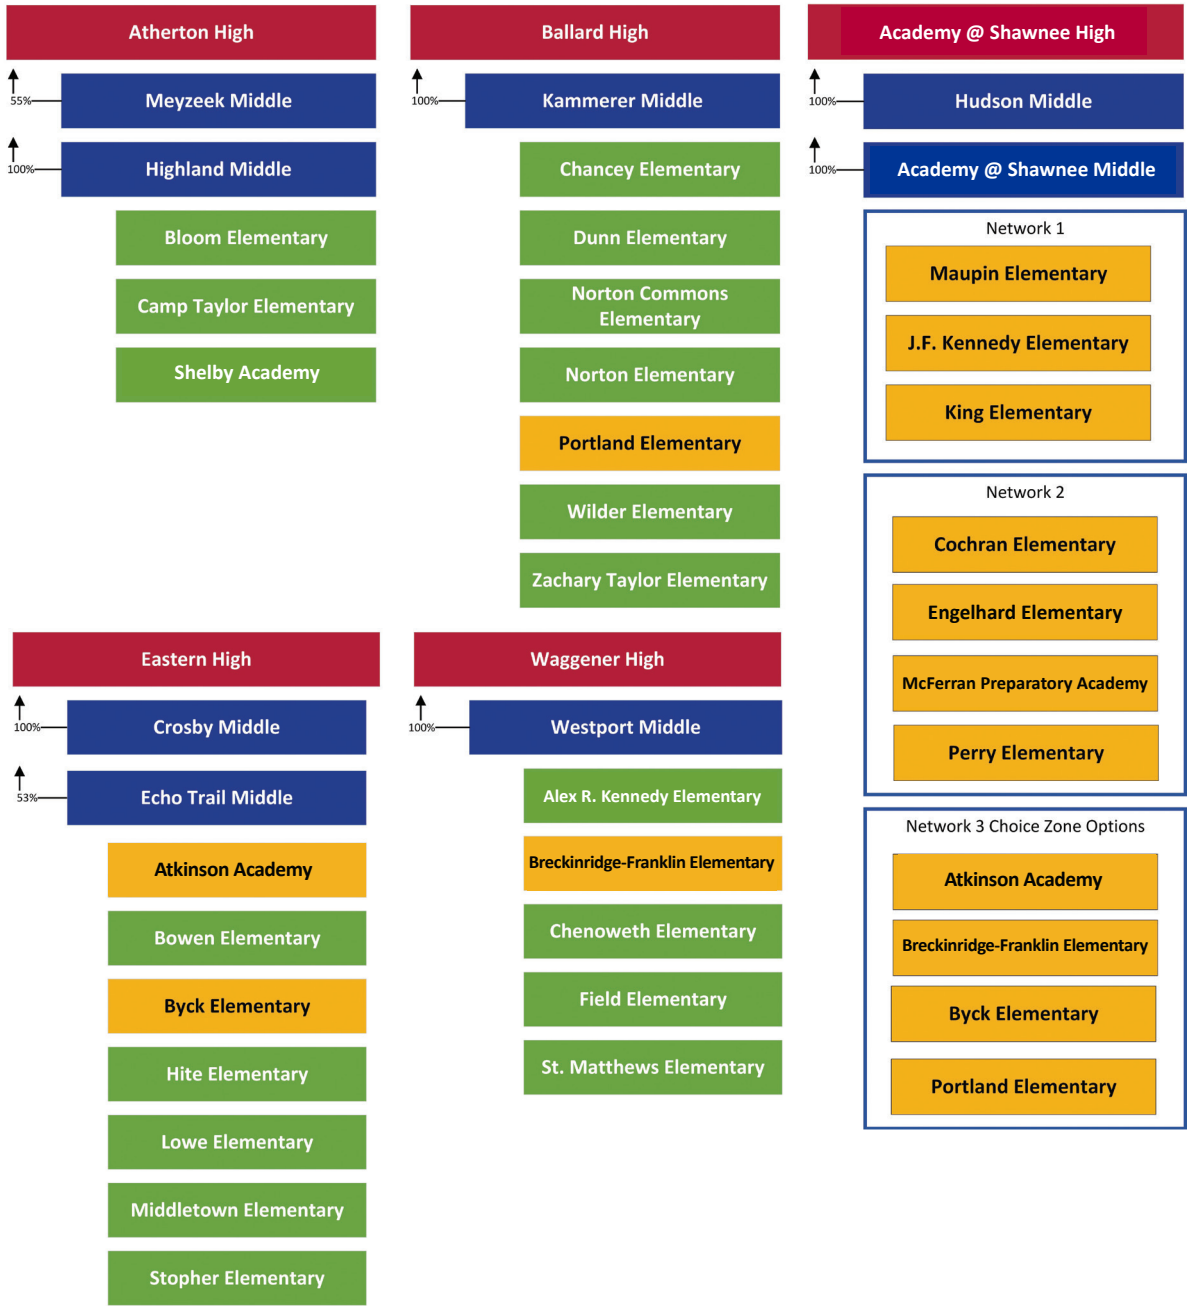 Atherton High
55%
Meyzeek Middle
100%
Highland Middle
Bloom Elementary
Camp Taylor Elementary
Shelby Academy
Ballard High
100%
Kammerer Middle
Chancey Elementary
Dunn Elementary
Norton Commons
Elementary
Norton Elementary
Portland Elementary
Wilder Elementary
Zachary Taylor Elementary
Academy @ Shawnee High
100%
Hudson Middle
100%
Academy @ Shawnee Middle
Network 1
Maupin Elementary
J.F. Kennedy Elementary
King Elementary
Network 2
Cochran Elementary
Engelhard Elementary
McFerran Preparatory Academy
Perry Elementary
Network 3 Choice Zone Options
Atkinson Academy
Breckinridge-Franklin Elementary
Byck Elementary
Portland Elementary
Eastern High
100%
Crosby Middle
53%
Echo Trail Middle
Atkinson Academy
Bowen Elementary
Byck Elementary
Hite Elementary
Lowe Elementary
Middletown Elementary
Stopher Elementary
Waggener High
100%
Westport Middle
Alex R. Kennedy Elementary
Breckinridge-Franklin Elementary
Chenoweth Elementary
Field Elementary
St. Matthews Elementary